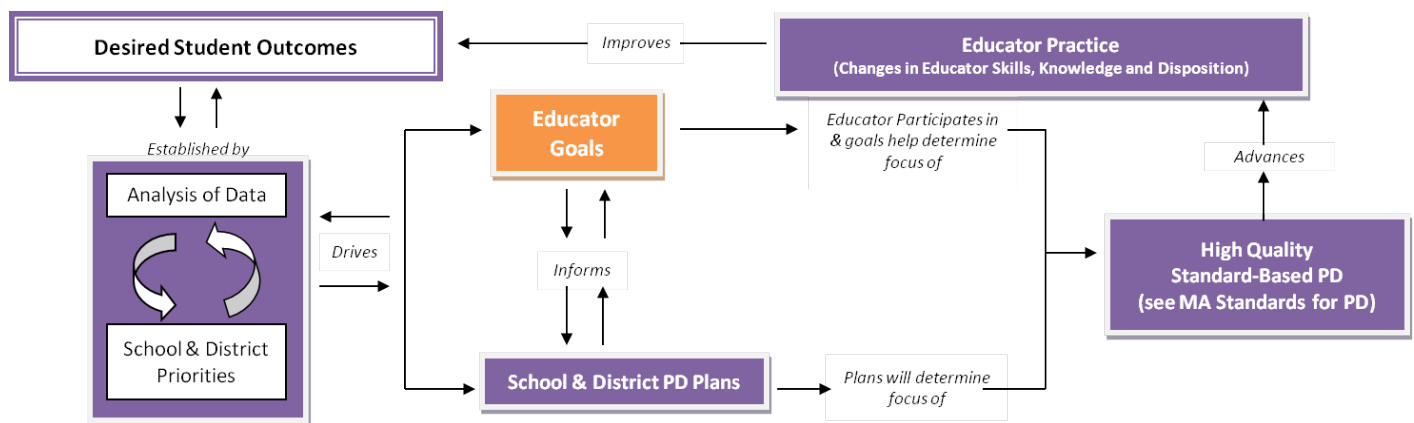 Desired Student Outcomes
Improves
Educator Practice
(Changes in Educator Skills, Knowledge and Disposition)
Established by
Analysis of Data
School & District
Priorities
Drives
Educator
Goals
Educator Participates in
& goals help determine
focus of
Informs
School & District PD Plans
Plans will determine
focus of
Advances
High Quality
Standard-Based PD
(see MA Standards for PD)